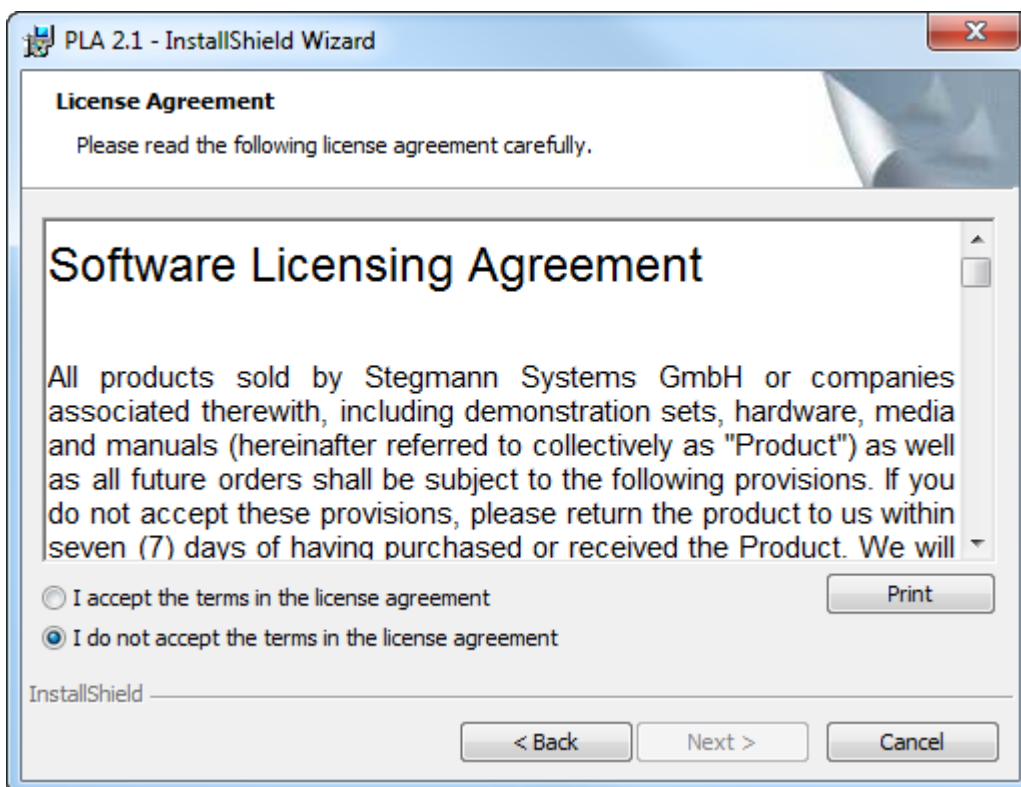 PLA 2.1 - InstallShield Wizard
License Agreement
Please read the following license agreement carefully.
Software Licensing Agreement
All products sold by Stegmann Systems GmbH or companies
associated therewith, including demonstration sets, hardware, media
and manuals (hereinafter referred to collectively as "Product") as well
as all future orders shall be subject to the following provisions. If you
do not accept these provisions, please return the product to us within
seven (7) days of having purchased or received the Product. We will
I accept the terms in the license agreement
Print
I do not accept the terms in the license agreement
InstallShield
< Back
Next >
Cancel